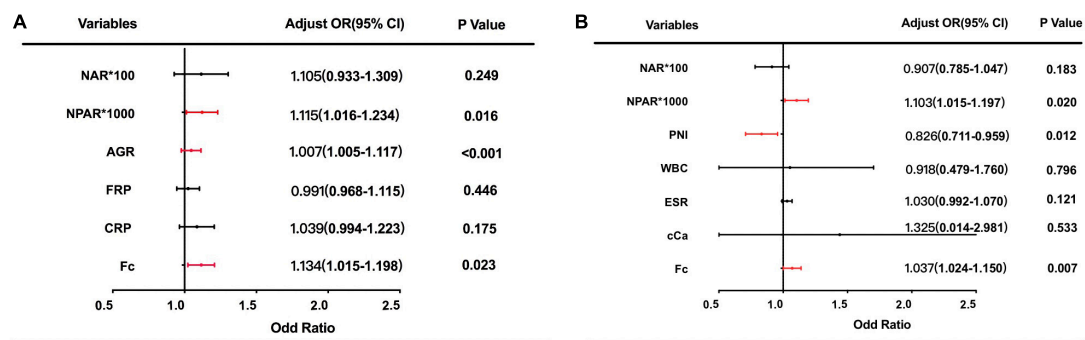 A
Variables Adjust OR(95% CI) P Value
NAR*100 1.105(0.933-1.309) 0.249
NPAR*1000 1.115(1.016-1.234) 0.016
AGR 1.007(1.005-1.117) <0.001
FRP 0.991(0.968-1.115) 0.446
CRP 1.039(0.994-1.223) 0.175
Fc 1.134(1.015-1.198) 0.023
0.5 1.0 1.5 2.0 2.5
Odd Ratio
B
Variables Adjust OR(95% CI) P Value
NAR*100 0.907(0.785-1.047) 0.183
NPAR*1000 1.103(1.015-1.197) 0.020
PNI 0.826(0.711-0.959) 0.012
WBC 0.918(0.479-1.760) 0.796
ESR 1.030(0.992-1.070) 0.121
cCa 1.325(0.014-2.981) 0.533
Fc 1.037(1.024-1.150) 0.007
0.5 1.0 1.5 2.0 2.5
Odd Ratio